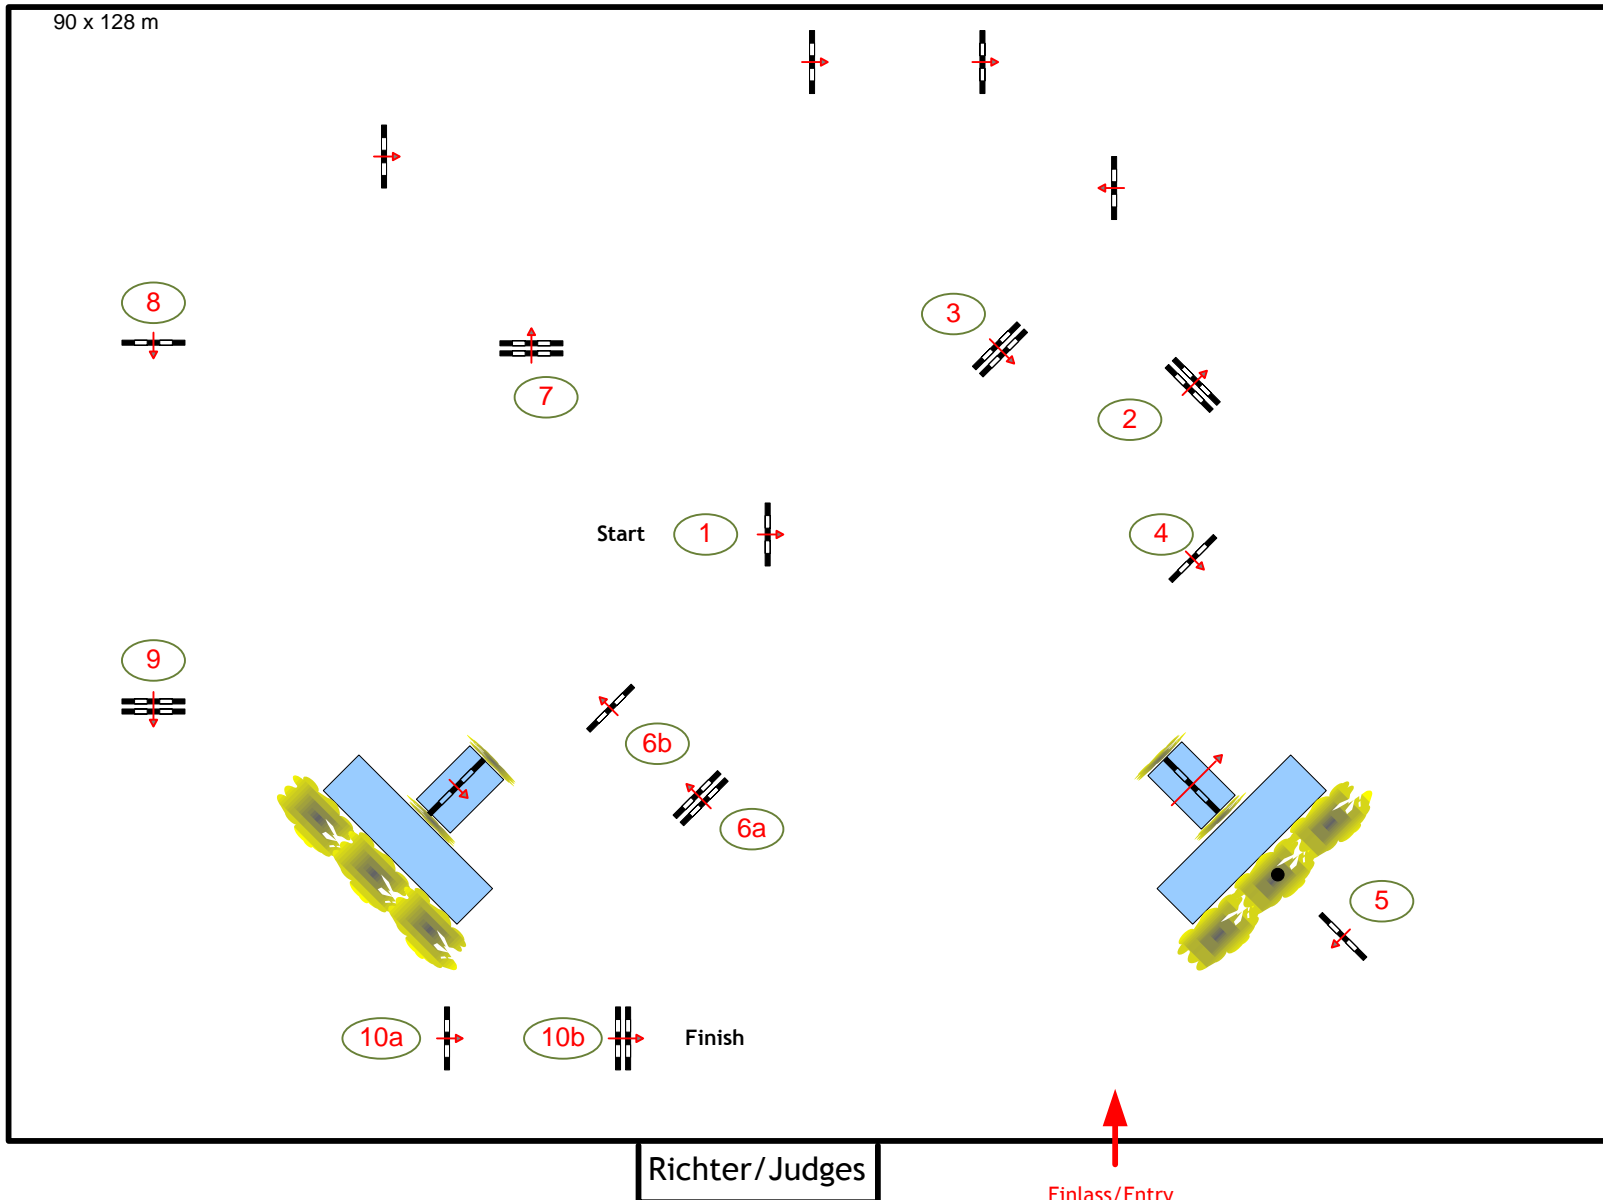 90 x 128 m
8
3
7
2
Start
1
4
9
6b
6a
5
10a
10b
Finish
Richter/Judges
Einlass/Entry